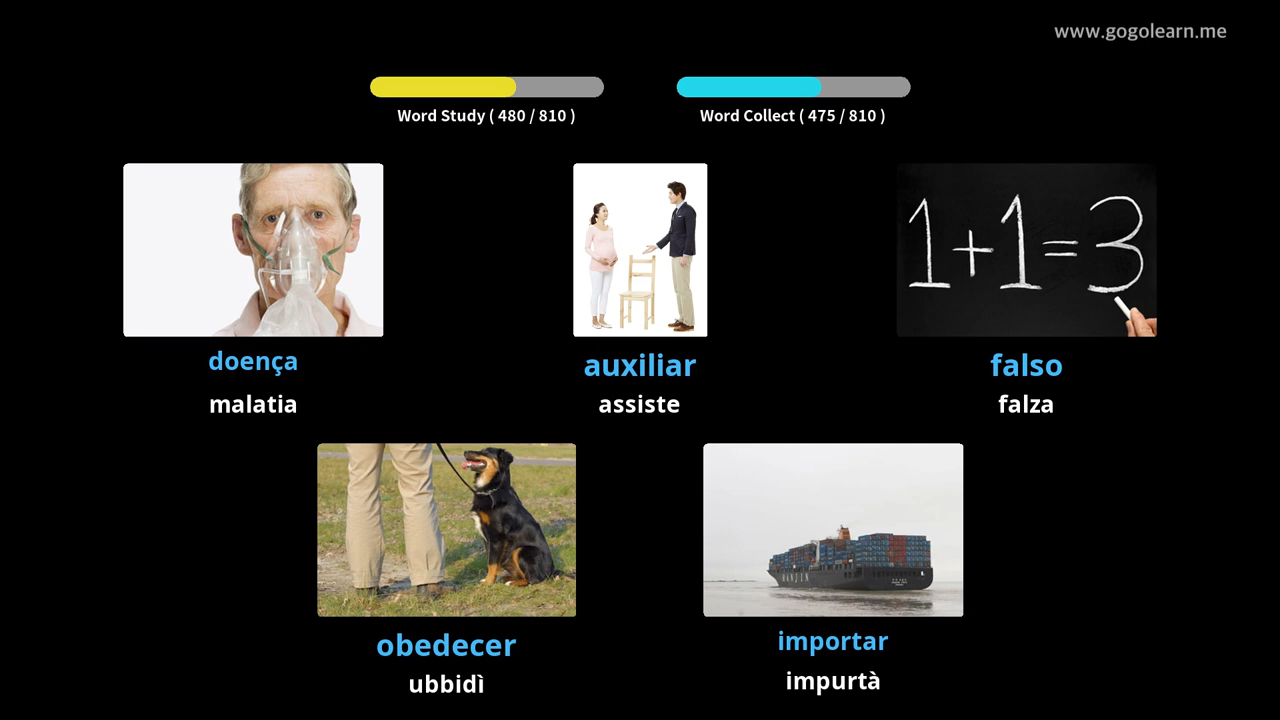 www.gogolearn.me
Word Study ( 480 / 810 )
Word Collect ( 475 / 810 )
1+1=3
doença
auxiliar
falso
malatia
assiste
falza
HANJIN
obedecer
importar
ubbidì
impurtà